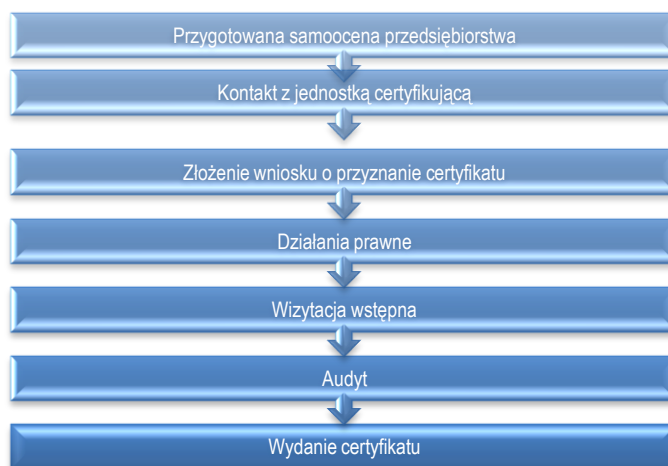 Przygotowana samoocena przedsiębiorstwa
Kontakt z jednostką certyfikującą
Złożenie wniosku o przyznanie certyfikatu
Działania prawne
Wizytacja wstępna
Audyt
Wydanie certyfikatu